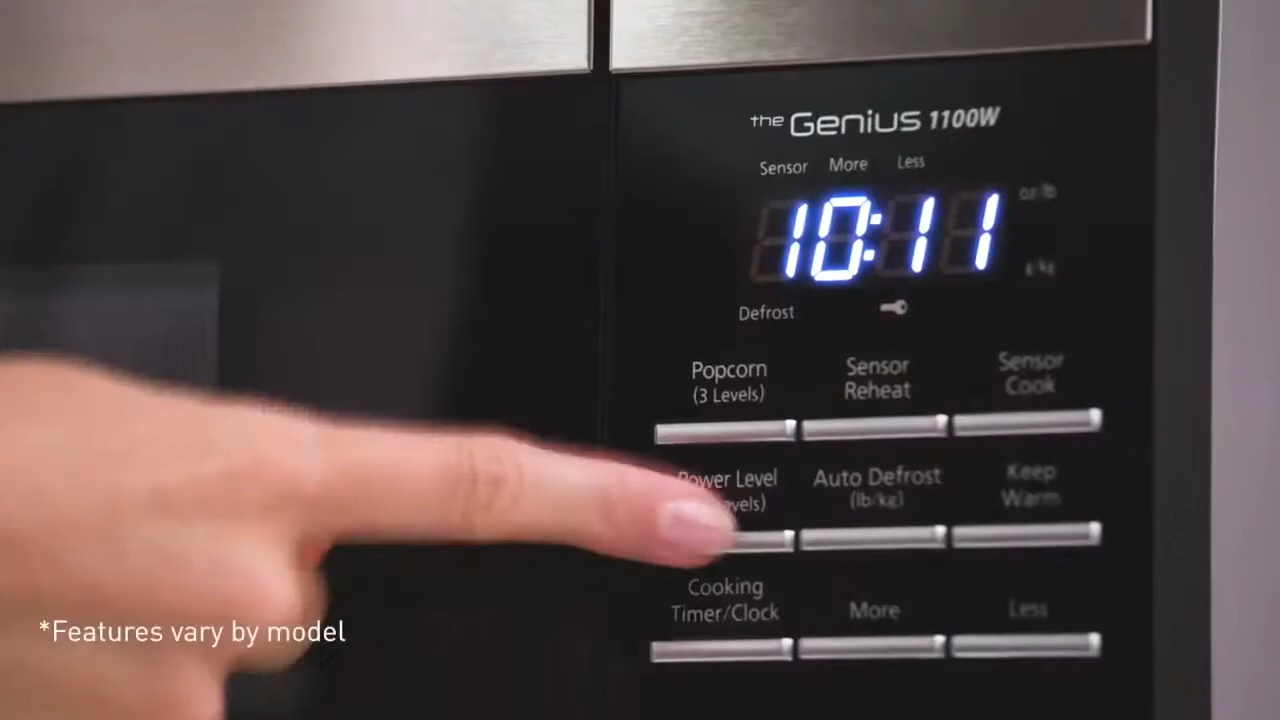 the Genius 1100W
Sensor More Less
10:11
oz/lb
Defrost
Popcorn
(3 Levels)
Sensor
Reheat
Sensor
Cook
Power Level
Auto Defrost
(lb/kg)
Keep
Warm
Cooking
Timer/Clock
More
Less
*Features vary by model